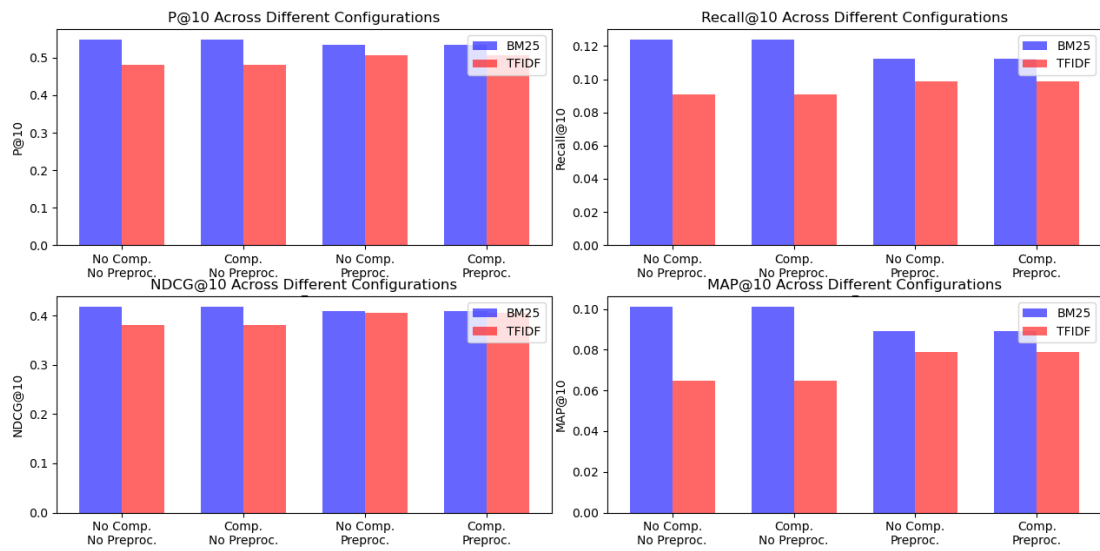 P@10 Across Different Configurations
P@10
0.5
0.4
0.3
0.2
0.1
0.0
BM25
TFIDF
No Comp.
No Preproc.
Comp.
No Preproc.
No Comp.
Preproc.
Comp.
Preproc.
Recall@10 Across Different Configurations
Recall@10
0.12
0.10
0.08
0.06
0.04
0.02
0.00
BM25
TFIDF
No Comp.
No Preproc.
Comp.
No Preproc.
No Comp.
Preproc.
Comp.
Preproc.
NDCG@10 Across Different Configurations
NDCG@10
0.4
0.3
0.2
0.1
0.0
BM25
TFIDF
No Comp.
No Preproc.
Comp.
No Preproc.
No Comp.
Preproc.
Comp.
Preproc.
MAP@10 Across Different Configurations
MAP@10
0.10
0.08
0.06
0.04
0.02
0.00
BM25
TFIDF
No Comp.
No Preproc.
Comp.
No Preproc.
No Comp.
Preproc.
Comp.
Preproc.